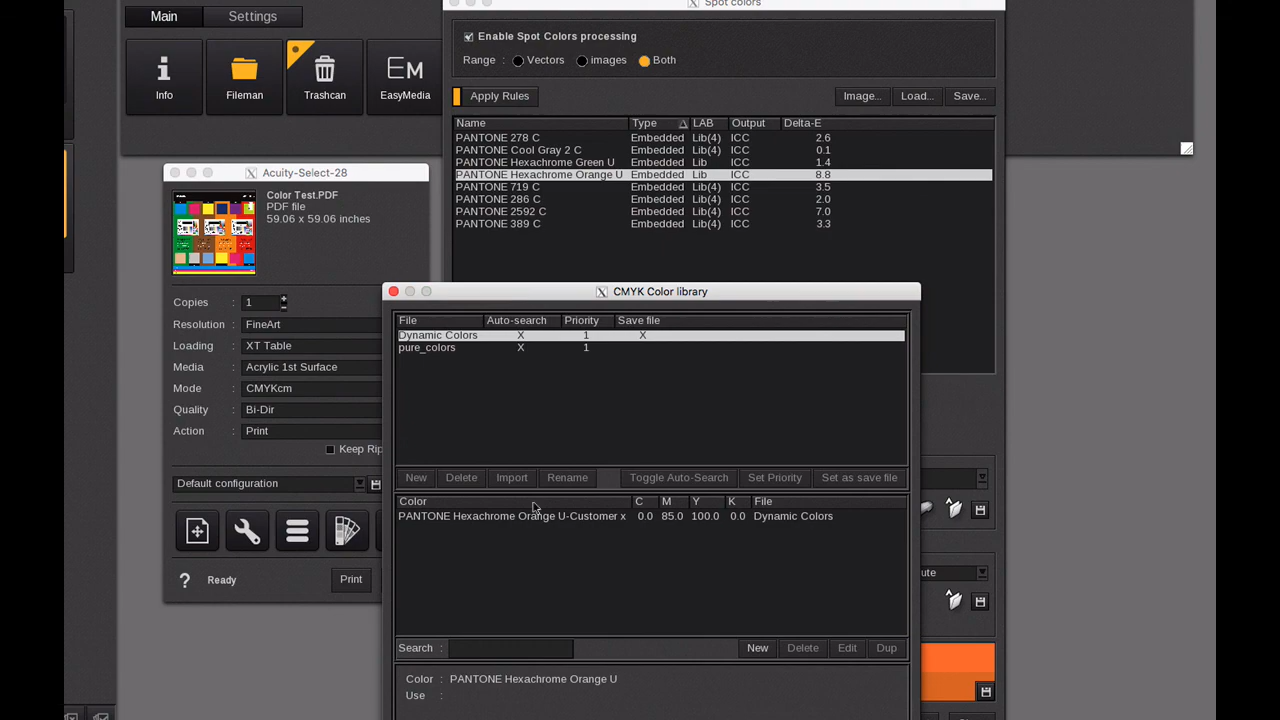 Main Settings
Info Fileman Trashcan EasyMedia
Spot colors
Enable Spot Colors processing
Range : Vectors images Both
Apply Rules Image... Load... Save...
Name Type LAB Output Delta-E
PANTONE 278 C Embedded Lib(4) ICC 2.6
PANTONE Cool Gray 2 C Embedded Lib(4) ICC 0.1
PANTONE Hexachrome Green U Embedded Lib ICC 1.4
PANTONE Hexachrome Orange U Embedded Lib ICC 8.8
PANTONE 719 C Embedded Lib(4) ICC 3.5
PANTONE 286 C Embedded Lib(4) ICC 2.0
PANTONE 2592 C Embedded Lib(4) ICC 7.0
PANTONE 389 C Embedded Lib(4) ICC 3.3
Acuity-Select-28
Color Test.PDF
PDF file
59.06 x 59.06 inches
Copies : 1
Resolution : FineArt
Loading : XT Table
Media : Acrylic 1st Surface
Mode : CMYKcm
Quality : Bi-Dir
Action : Print
Keep Rip
Default configuration
? Ready Print
CMYK Color library
File Auto-search Priority Save file
Dynamic Colors X 1 X
pure_colors X 1
New Delete Import Rename Toggle Auto-Search Set Priority Set as save file
Color C M Y K File
PANTONE Hexachrome Orange U-Customer x 0.0 85.0 100.0 0.0 Dynamic Colors
Search : New Delete Edit Dup
Color : PANTONE Hexachrome Orange U
Use :
ute